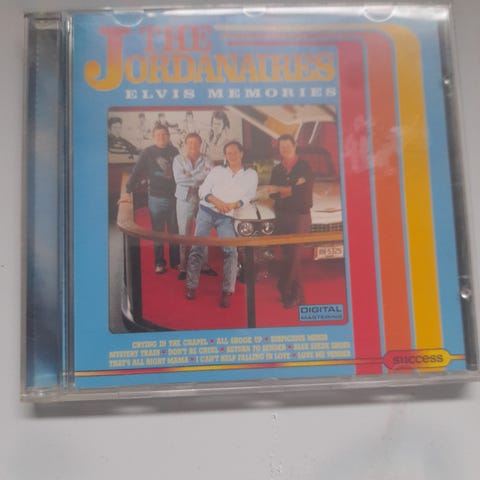 THE
JORDANAIRES
ELVIS MEMORIES
DIGITAL
MASTERING
CRYING IN THE CHAPEL • ALL SHOOK UP • SUSPICIOUS MINDS
MYSTERY TRAIN • DON'T BE CRUEL • RETURN TO SENDER • BLUE SUEDE SHOES
THAT'S ALL RIGHT MAMA • I CAN'T HELP FALLING IN LOVE • LOVE ME TENDER
success